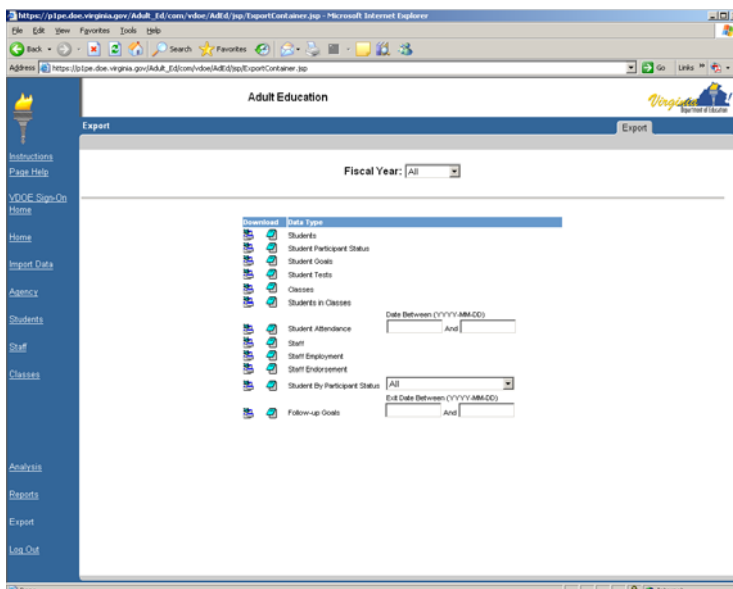 https://p1pe.doe.virginia.gov/Adult_Ed/com/vdoe/AdEd/jsp/ExportContainer.jsp - Microsoft Internet Explorer
File Edit View Favorites Tools Help
Back Search Favorites
Address https://p1pe.doe.virginia.gov/Adult_Ed/com/vdoe/AdEd/jsp/ExportContainer.jsp Go Links »
Adult Education
Virginia
Department of Education
Export
Export
Instructions
Page Help
VDOE Sign-On
Home
Home
Import Data
Agency
Students
Staff
Classes
Analysis
Reports
Export
Log Out
Fiscal Year: All
Download Data Type
Students
Student Participant Status
Student Goals
Student Tests
Classes
Students in Classes
Date Between (YYYY-MM-DD)
Student Attendance And
Staff
Staff Employment
Staff Endorsement
Student By Participant Status All
Exit Date Between (YYYY-MM-DD)
Follow-up Goals And